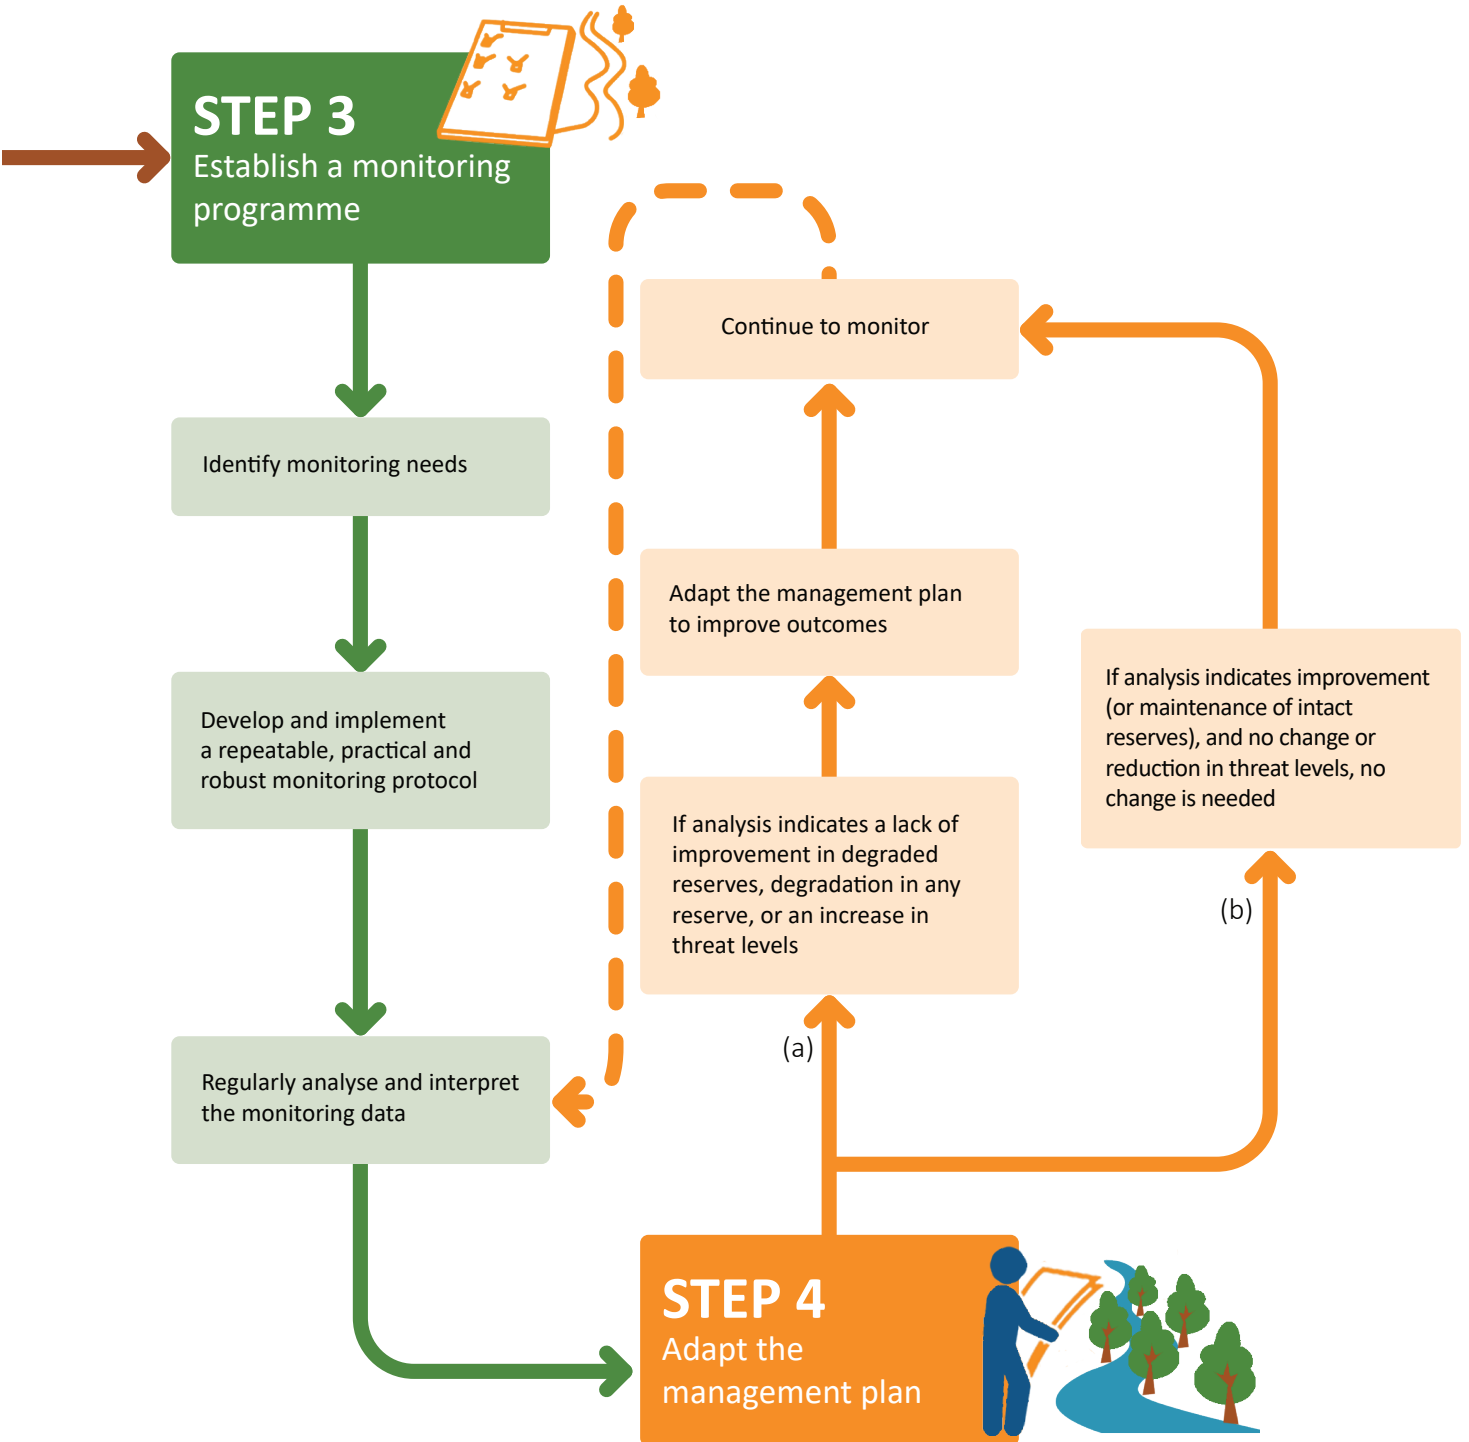 STEP 3
Establish a monitoring
programme
Identify monitoring needs
Develop and implement
a repeatable, practical and
robust monitoring protocol
Regularly analyse and interpret
the monitoring data
STEP 4
Adapt the
management plan
(a)
If analysis indicates a lack of
improvement in degraded
reserves, degradation in any
reserve, or an increase in
threat levels
Adapt the management plan
to improve outcomes
Continue to monitor
(b)
If analysis indicates improvement
(or maintenance of intact
reserves), and no change or
reduction in threat levels, no
change is needed